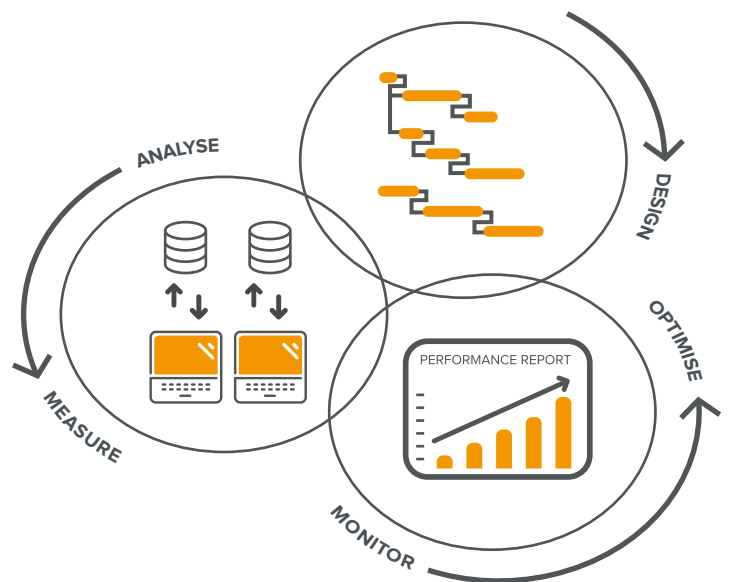 ANALYSE
DESIGN
OPTIMISE
PERFORMANCE REPORT
MEASURE
MONITOR